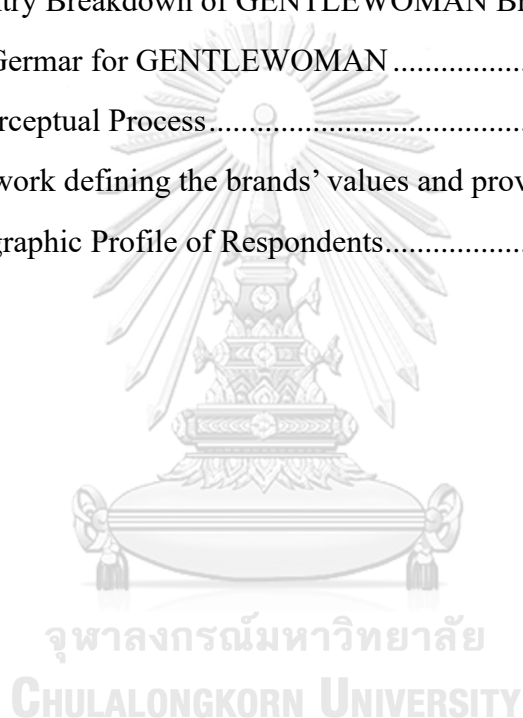 try Breakdown of GENTLEWOMAN B
Germar for GENTLEWOMAN ..................
rceptual Process............................................
work defining the brands’ values and prov
graphic Profile of Respondents...................
จุฬาลงกรณ์มหาวิทยาลัย
CHULALONGKORN UNIVERSITY